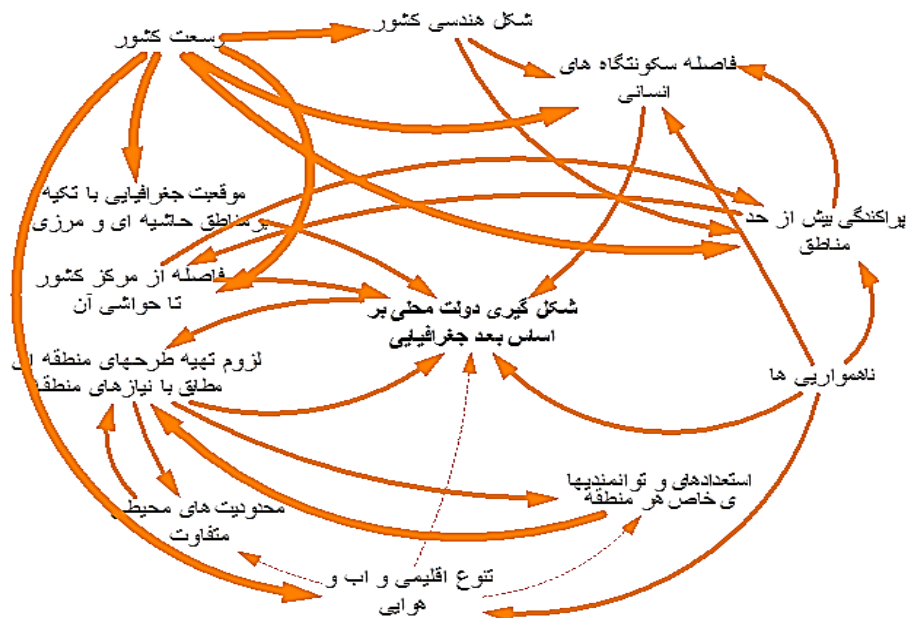 شکل هندسی کشور
وسعت کشور
فاصله سکونتگاه های
انسانی
موقعیت جغرافیایی با تکیه
برمناطق حاشیه ای و مرزی
پراکندگی بیش از حد
مناطق
فاصله از مرکز کشور
تا حواشی آن
شکل گیری دولت محلی بر
اساس بعد جغرافیایی
لزوم تهیه طرحهای منطقه ای
مطابق با نیازهای منطقه
ناهمواریی ها
استعدادهای و توانمندیها
ی خاص هر منطقه
محدودیت های محیطی
متفاوت
تنوع اقلیمی و اب و
هوایی